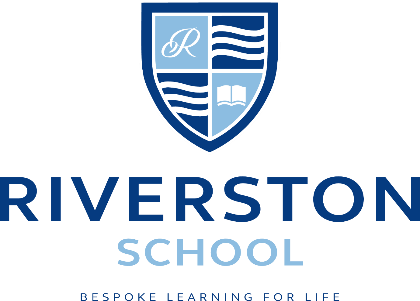 R
RIVERSTON
SCHOOL
BESPOKE LEARNING FOR LIFE